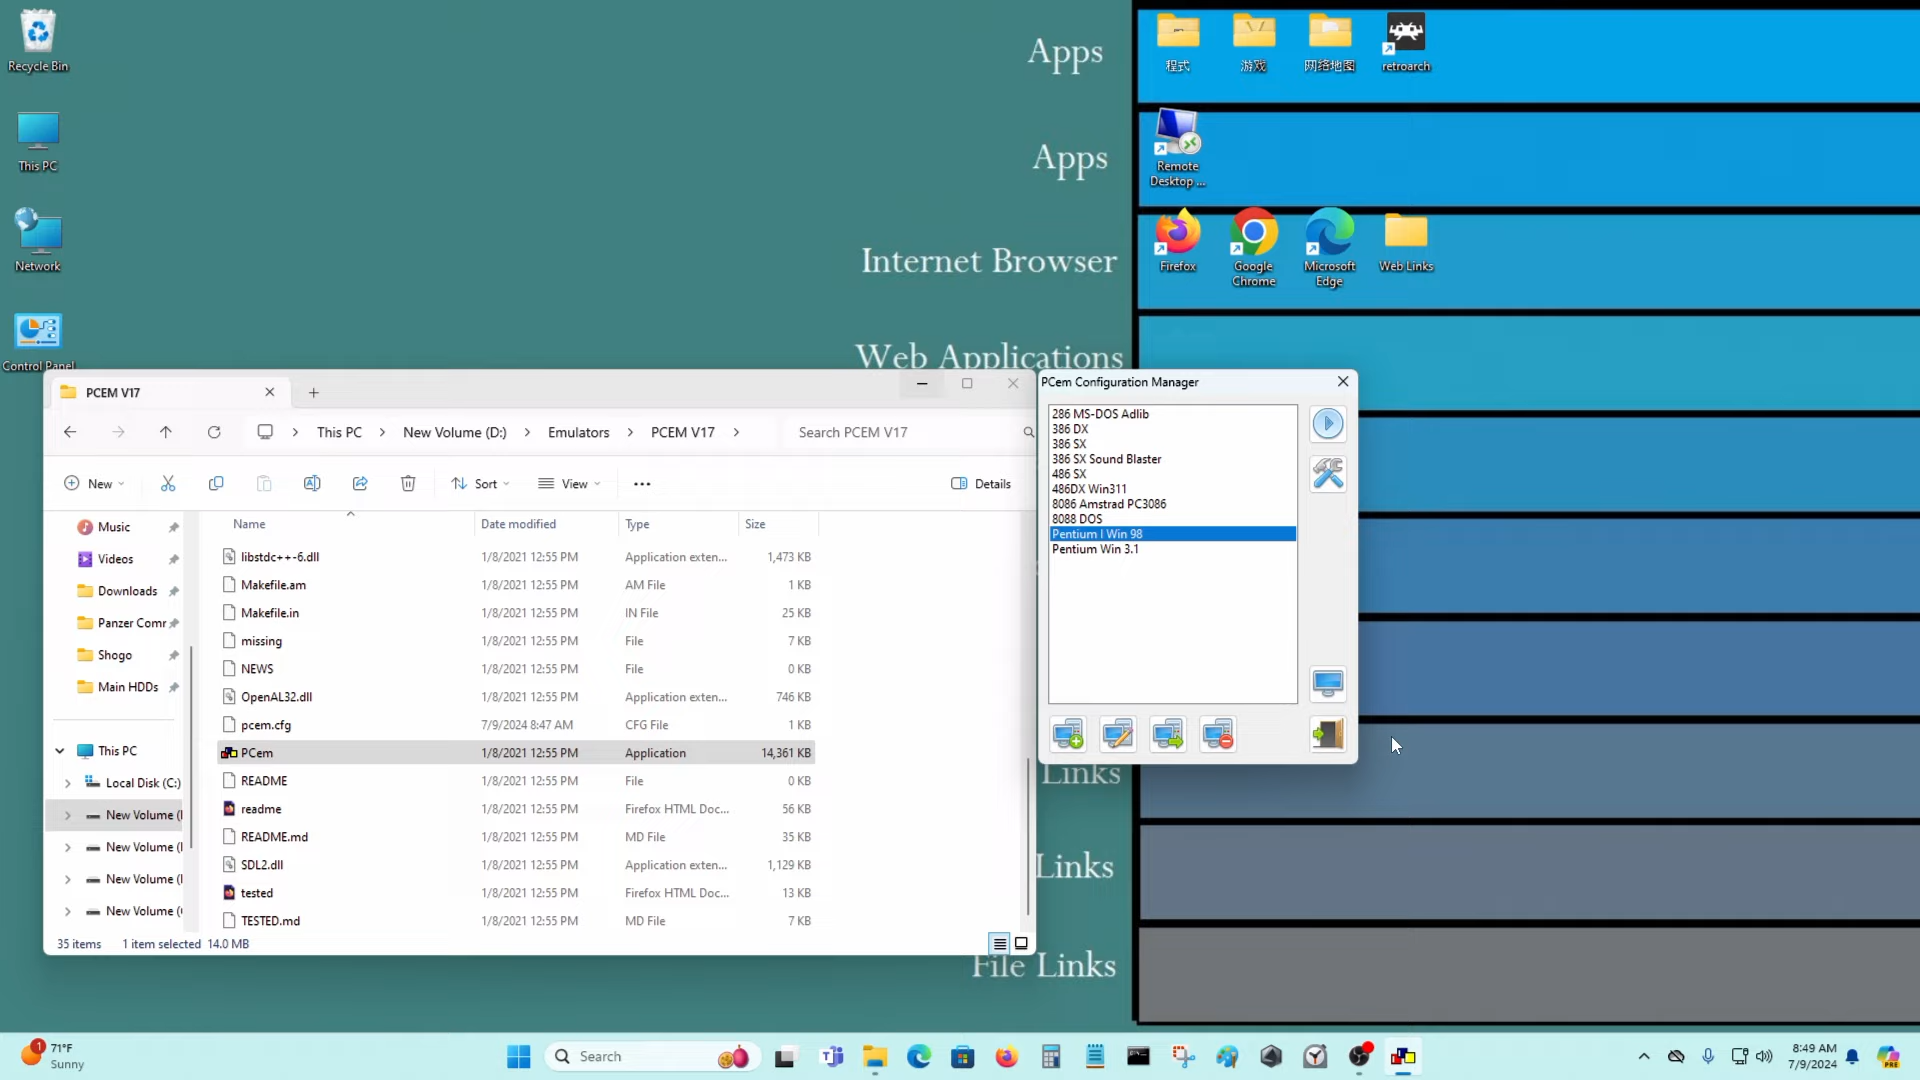 Recycle Bin
This PC
Network
Control Panel
Apps
Apps
Internet Browser
Web Applications
Links
Links
File Links
程式
游戏
网络地图
retroarch
Remote
Desktop ...
Firefox
Google
Chrome
Microsoft
Edge
Web Links
PCEM V17
This PC
New Volume (D:)
Emulators
PCEM V17
Search PCEM V17
New
Sort
View
Details
Music
Videos
Downloads
Panzer Comr
Shogo
Main HDDs
This PC
Local Disk (C:)
New Volume (
New Volume (
New Volume (
New Volume (
Name Date modified Type Size
libstdc++-6.dll 1/8/2021 12:55 PM Application exten... 1,473 KB
Makefile.am 1/8/2021 12:55 PM AM File 1 KB
Makefile.in 1/8/2021 12:55 PM IN File 25 KB
missing 1/8/2021 12:55 PM File 7 KB
NEWS 1/8/2021 12:55 PM File 0 KB
OpenAL32.dll 1/8/2021 12:55 PM Application exten... 746 KB
pcem.cfg 7/9/2024 8:47 AM CFG File 1 KB
PCem 1/8/2021 12:55 PM Application 14,361 KB
README 1/8/2021 12:55 PM File 0 KB
readme 1/8/2021 12:55 PM Firefox HTML Doc... 56 KB
README.md 1/8/2021 12:55 PM MD File 35 KB
SDL2.dll 1/8/2021 12:55 PM Application exten... 1,129 KB
tested 1/8/2021 12:55 PM Firefox HTML Doc... 13 KB
TESTED.md 1/8/2021 12:55 PM MD File 7 KB
35 items 1 item selected 14.0 MB
PCem Configuration Manager
286 MS-DOS Adlib
386 DX
386 SX
386 SX Sound Blaster
486 SX
486DX Win311
8086 Amstrad PC3086
8088 DOS
Pentium I Win 98
Pentium Win 3.1
1
71°F
Sunny
Search
8:49 AM
7/9/2024
PRE